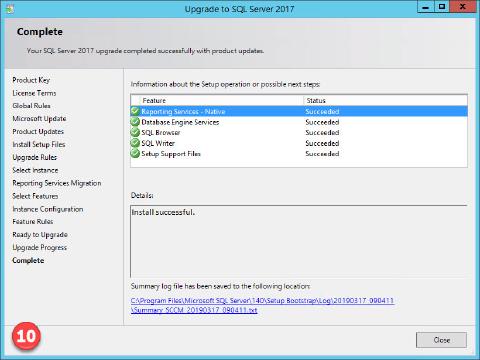 Upgrade to SQL Server 2017
Complete
Your SQL Server 2017 upgrade completed successfully with product updates.
Product Key
License Terms
Global Rules
Microsoft Update
Product Updates
Install Setup Files
Upgrade Rules
Select Instance
Reporting Services Migration
Select Features
Instance Configuration
Feature Rules
Ready to Upgrade
Upgrade Progress
Complete
Information about the Setup operation or possible next steps:
Feature Status
Reporting Services - Native Succeeded
Database Engine Services Succeeded
SQL Browser Succeeded
SQL Writer Succeeded
Setup Support Files Succeeded
Details:
Install successful.
Summary log file has been saved to the following location:
C:\Program Files\Microsoft SQL Server\140\Setup Bootstrap\Log\20190317_090411
\Summary_SCCM_20190317_090411.txt
10
Close